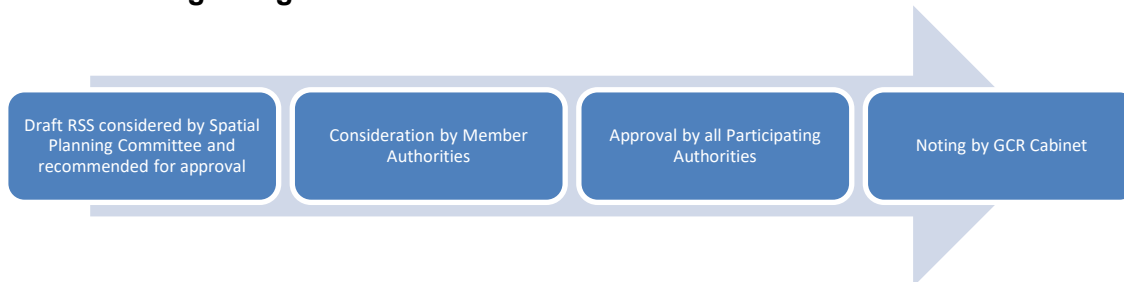 Draft RSS considered by Spatial
Planning Committee and
recommended for approval
Consideration by Member
Authorities
Approval by all Participating
Authorities
Noting by GCR Cabinet